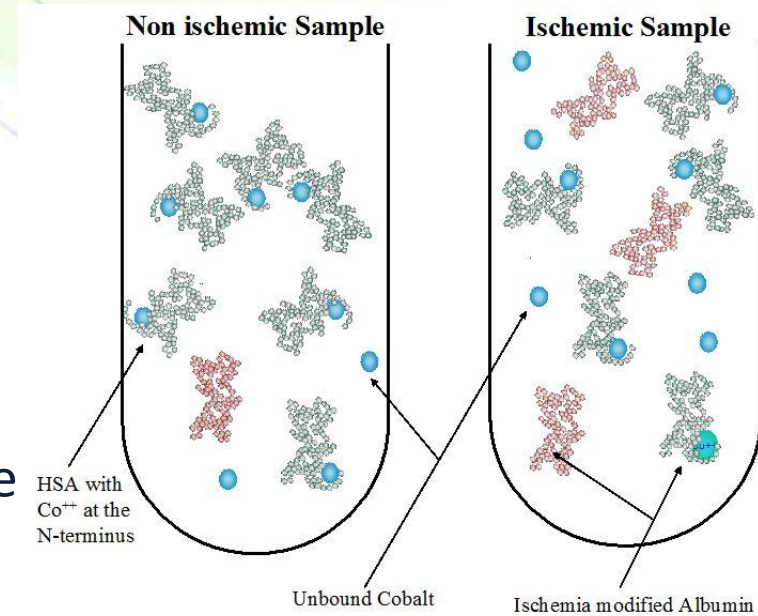 Non ischemic Sample
Ischemic Sample
e
HSA with
Co++ at the
N-terminus
Unbound Cobalt
Ischemia modified Albumin